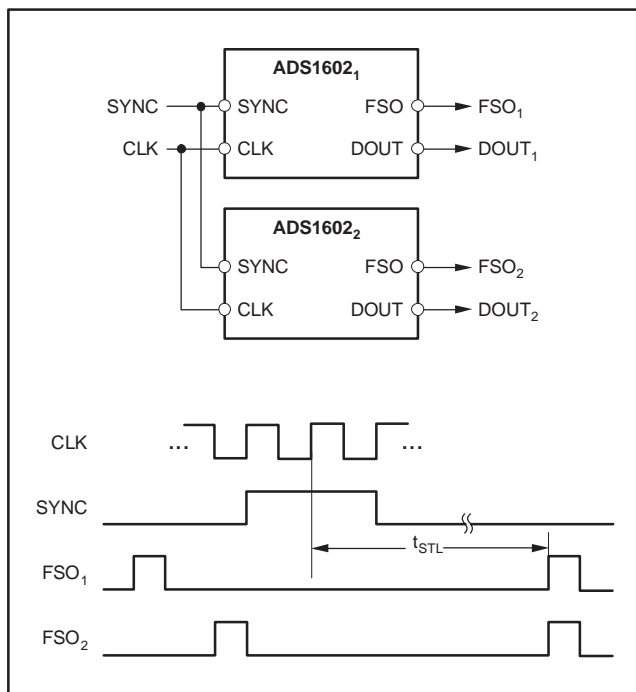 ADS1602₁
SYNC SYNC FSO FSO₁
CLK CLK DOUT DOUT₁
ADS1602₂
SYNC FSO FSO₂
CLK DOUT DOUT₂
CLK ... ...
SYNC
t_STL
FSO₁
FSO₂